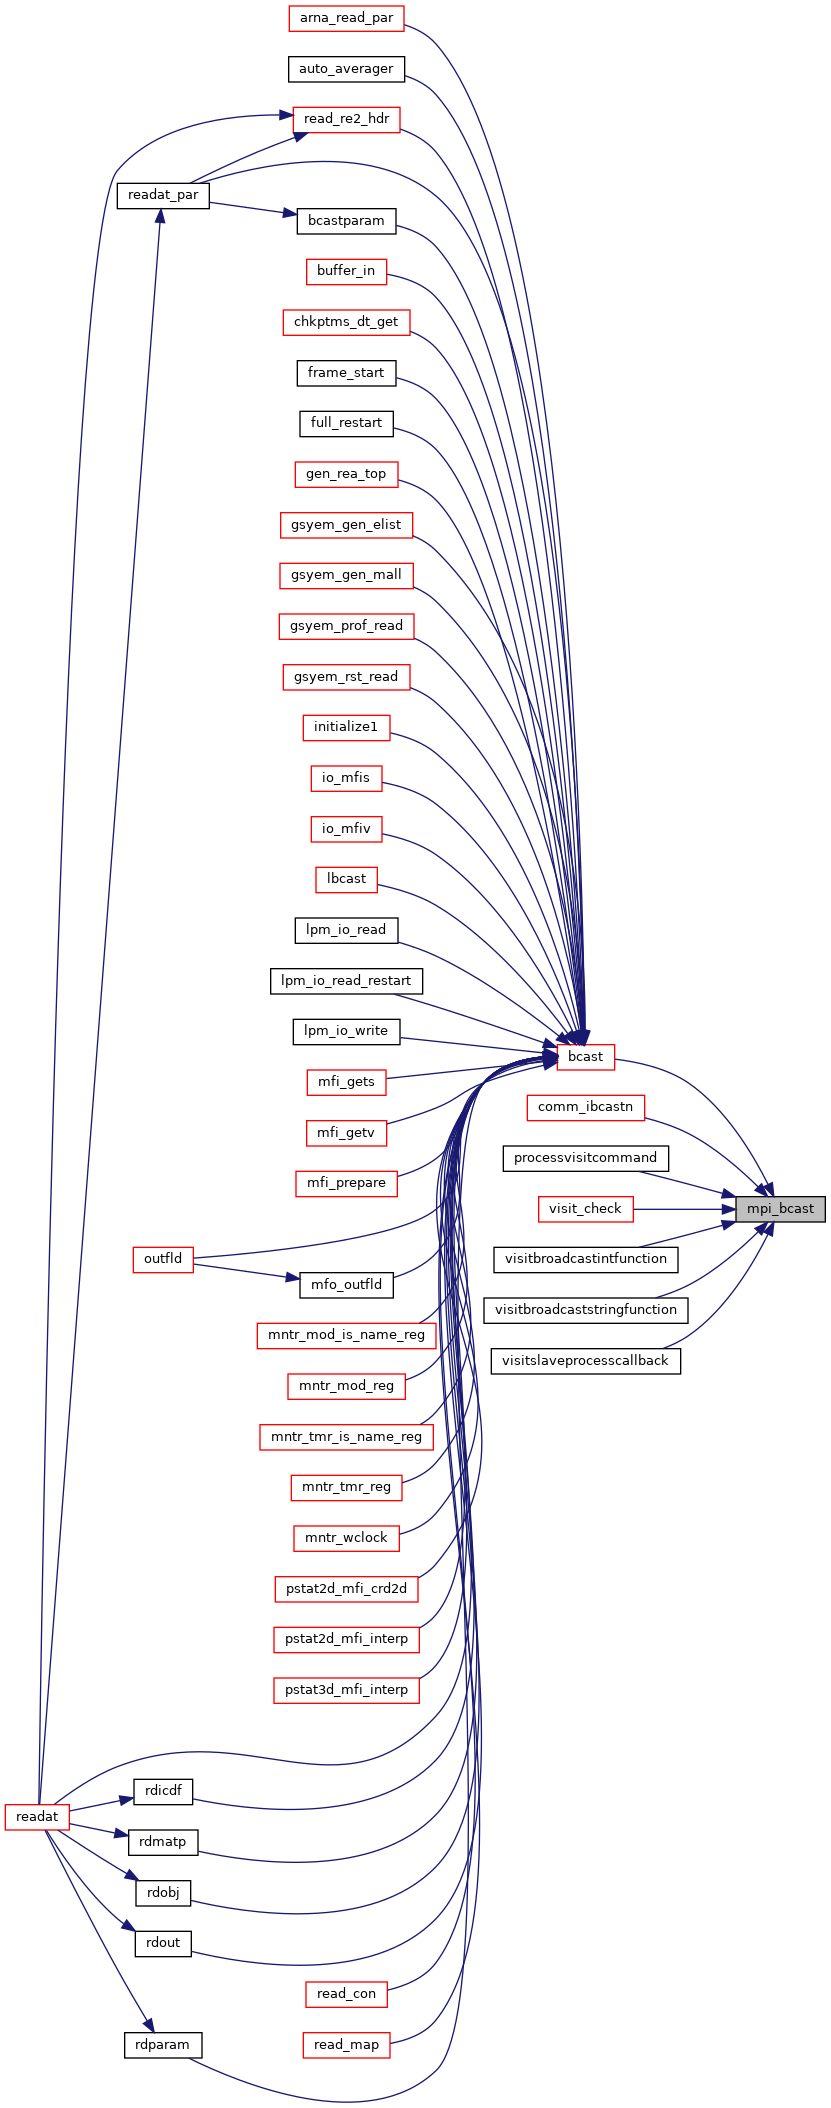 arna_read_par
auto_averager
read_re2_hdr
readat_par
bcastparam
buffer_in
chkptms_dt_get
frame_start
full_restart
gen_rea_top
gsyem_gen_elist
gsyem_gen_mall
gsyem_prof_read
gsyem_rst_read
initialize1
io_mfis
io_mfiv
lbcast
lpm_io_read
lpm_io_read_restart
lpm_io_write
bcast
mfi_gets
comm_ibcastn
mfi_getv
processvisitcommand
mfi_prepare
visit_check
mpi_bcast
outfld
visitbroadcastintfunction
mfo_outfld
visitbroadcaststringfunction
mntr_mod_is_name_reg
visitslaveprocesscallback
mntr_mod_reg
mntr_tmr_is_name_reg
mntr_tmr_reg
mntr_wclock
pstat2d_mfi_crd2d
pstat2d_mfi_interp
pstat3d_mfi_interp
rdicdf
readat
rdmatp
rdobj
rdout
read_con
rdparam
read_map